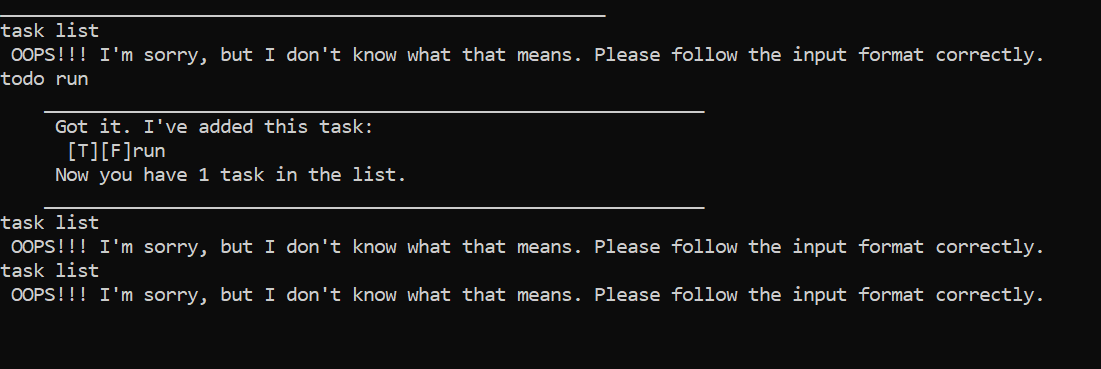 task list
OOPS!!! I'm sorry, but I don't know what that means. Please follow the input format correctly.
todo run
Got it. I've added this task:
[T][F]run
Now you have 1 task in the list.
task list
OOPS!!! I'm sorry, but I don't know what that means. Please follow the input format correctly.
task list
OOPS!!! I'm sorry, but I don't know what that means. Please follow the input format correctly.